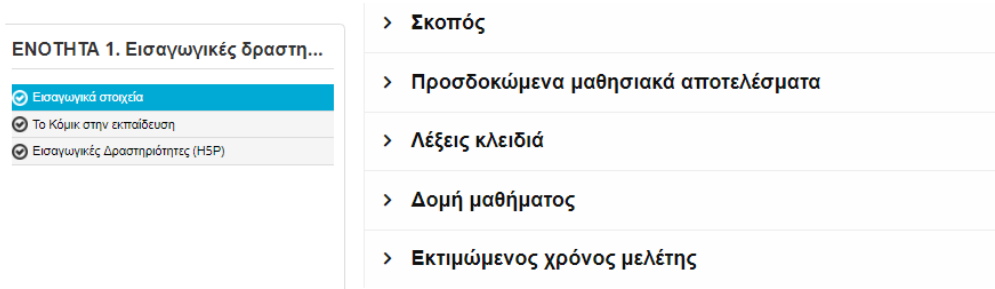 ΕΝΟΤΗΤΑ 1. Εισαγωγικές δραστη...
Εισαγωγικά στοιχεία
Το Κόμικ στην εκπαίδευση
Εισαγωγικές Δραστηριότητες (H5P)
Σκοπός
Προσδοκώμενα μαθησιακά αποτελέσματα
Λέξεις κλειδιά
Δομή μαθήματος
Εκτιμώμενος χρόνος μελέτης